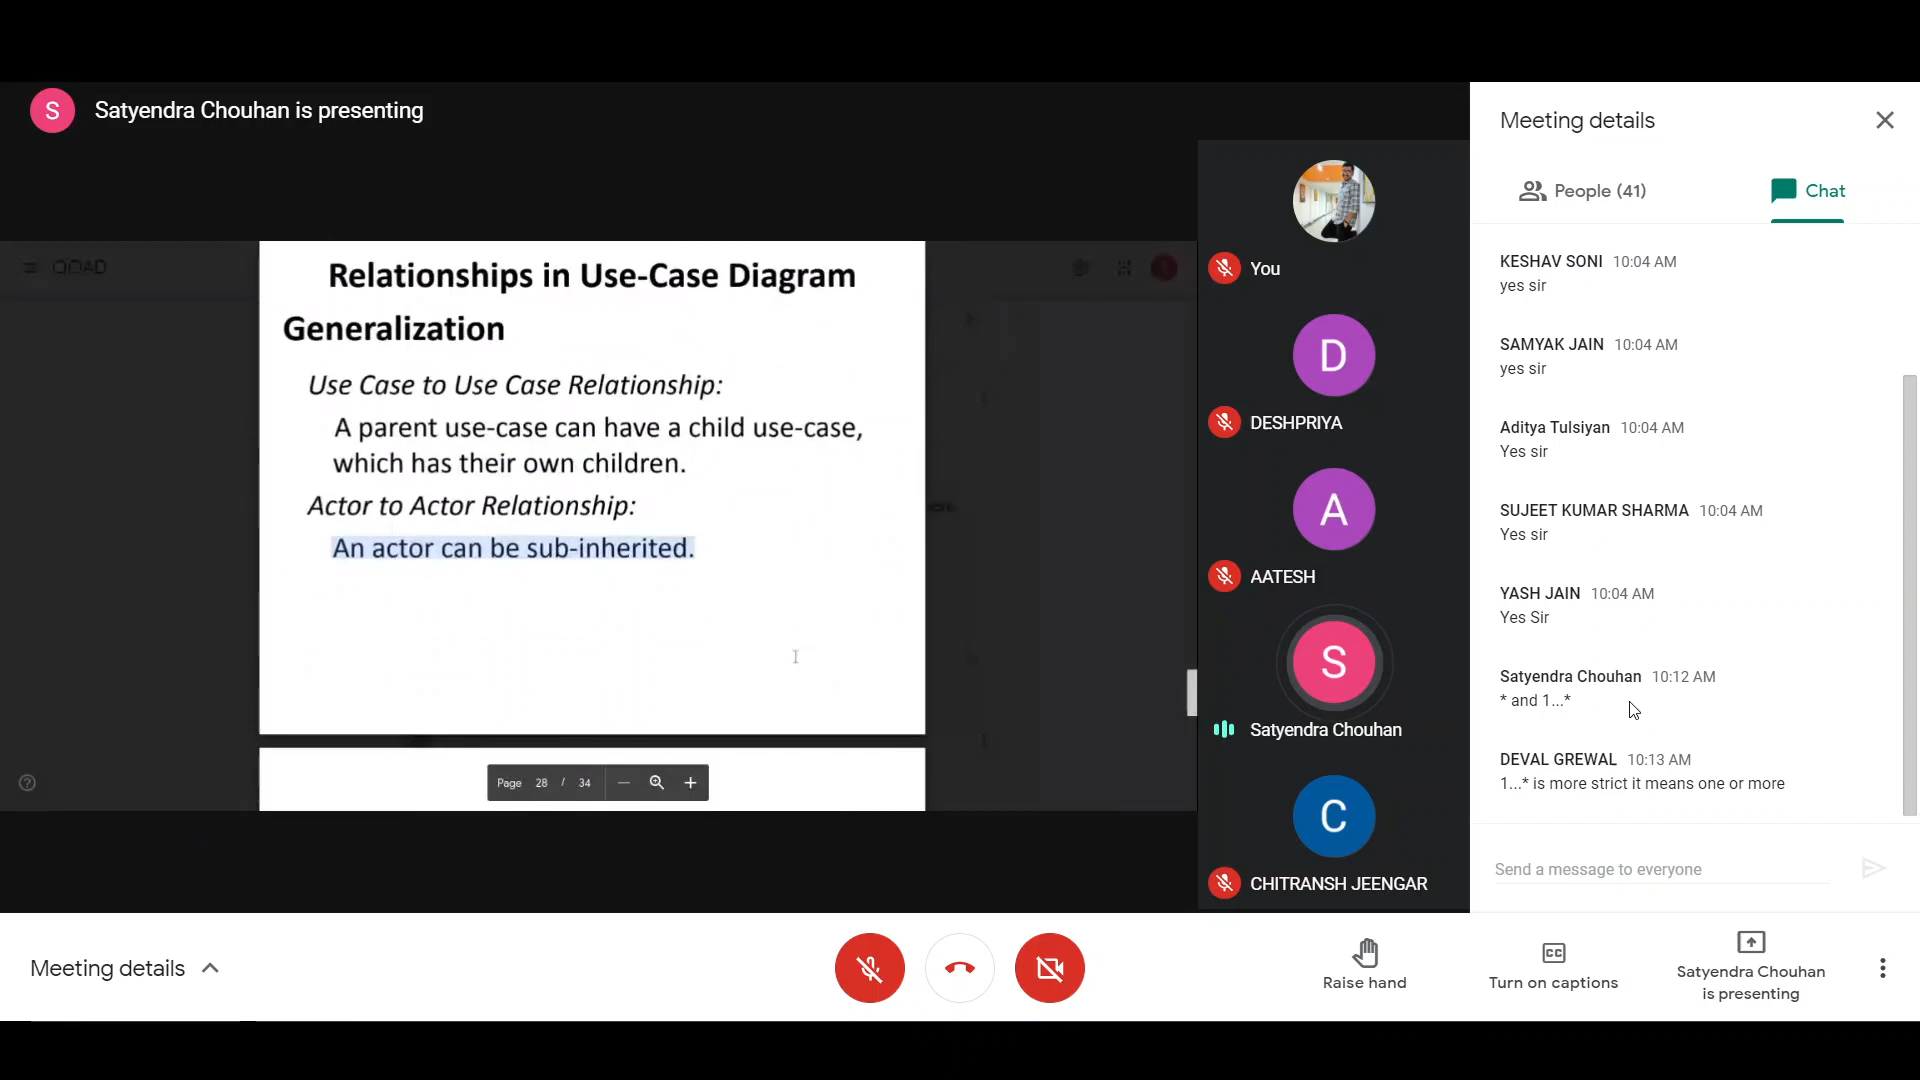 S
Satyendra Chouhan is presenting
OOAD
Relationships in Use-Case Diagram
Generalization
Use Case to Use Case Relationship:
A parent use-case can have a child use-case,
which has their own children.
Actor to Actor Relationship:
An actor can be sub-inherited.
Page 28 / 34
You
D
DESHPRIYA
A
AATESH
S
Satyendra Chouhan
C
CHITRANSH JEENGAR
Meeting details
People (41)
Chat
KESHAV SONI 10:04 AM
yes sir
SAMYAK JAIN 10:04 AM
yes sir
Aditya Tulsiyan 10:04 AM
Yes sir
SUJEET KUMAR SHARMA 10:04 AM
Yes sir
YASH JAIN 10:04 AM
Yes Sir
Satyendra Chouhan 10:12 AM
* and 1...*
DEVAL GREWAL 10:13 AM
1...* is more strict it means one or more
Send a message to everyone
Meeting details
Raise hand
CC
Turn on captions
Satyendra Chouhan
is presenting